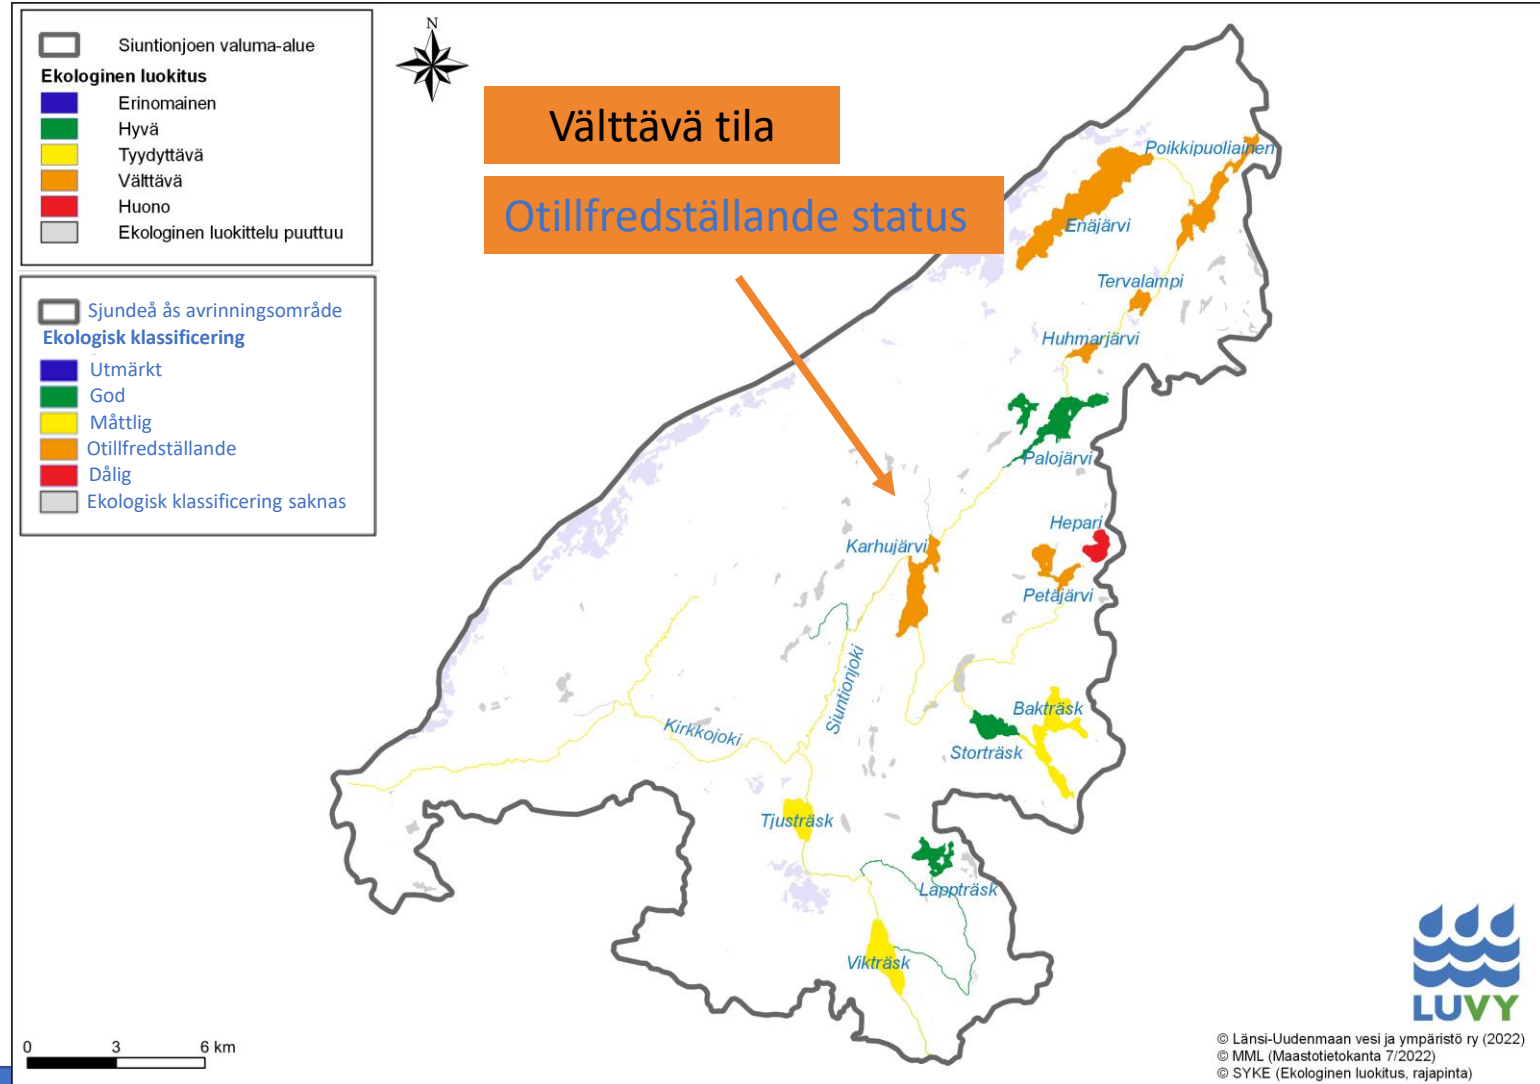 Siuntionjoen valuma-alue
Ekologinen luokitus
Erinomainen
Hyvä
Tyydyttävä
Välttävä
Huono
Ekologinen luokittelu puuttuu
Sjundeå ås avrinningsområde
Ekologisk klassificering
Utmärkt
God
Måttlig
Otillfredställande
Dålig
Ekologisk klassificering saknas
N
Välttävä tila
Otillfredställande status
Poikkipuoliainen
Enäjärvi
Tervalampi
Huhmarjärvi
Palojärvi
Hepari
Karhujärvi
Petäjärvi
Siuntionjoki
Bakträsk
Kirkkojoki
Storträsk
Tjusträsk
Lappträsk
Vikträsk
0 3 6 km
LUVY
© Länsi-Uudenmaan vesi ja ympäristö ry (2022)
© MML (Maastotietokanta 7/2022)
© SYKE (Ekologinen luokitus, rajapinta)